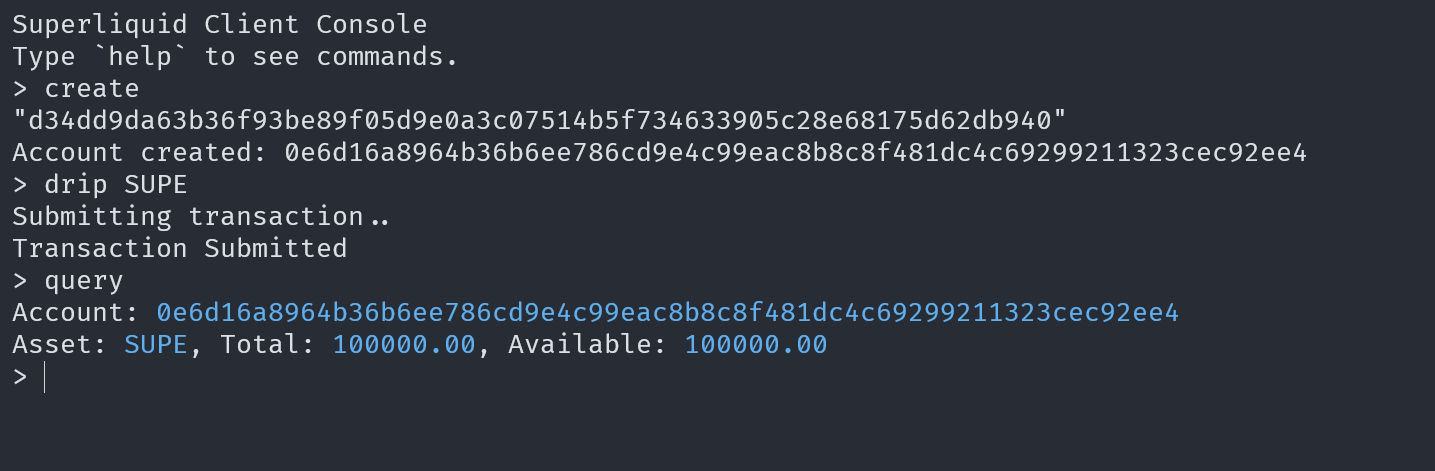 Superliquid Client Console
Type `help` to see commands.
> create
"d34dd9da63b36f93be89f05d9e0a3c07514b5f734633905c28e68175d62db940"
Account created: 0e6d16a8964b36b6ee786cd9e4c99eac8b8c8f481dc4c69299211323cec92ee4
> drip SUPE
Submitting transaction..
Transaction Submitted
> query
Account: 0e6d16a8964b36b6ee786cd9e4c99eac8b8c8f481dc4c69299211323cec92ee4
Asset: SUPE, Total: 100000.00, Available: 100000.00
>